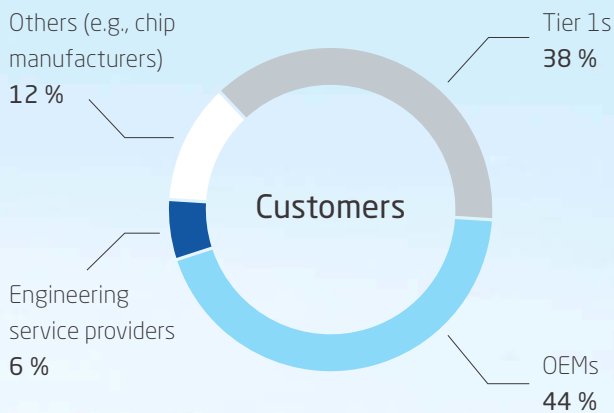 Others (e.g., chip
manufacturers)
12 %
Tier 1s
38 %
Customers
Engineering
service providers
6 %
OEMs
44 %